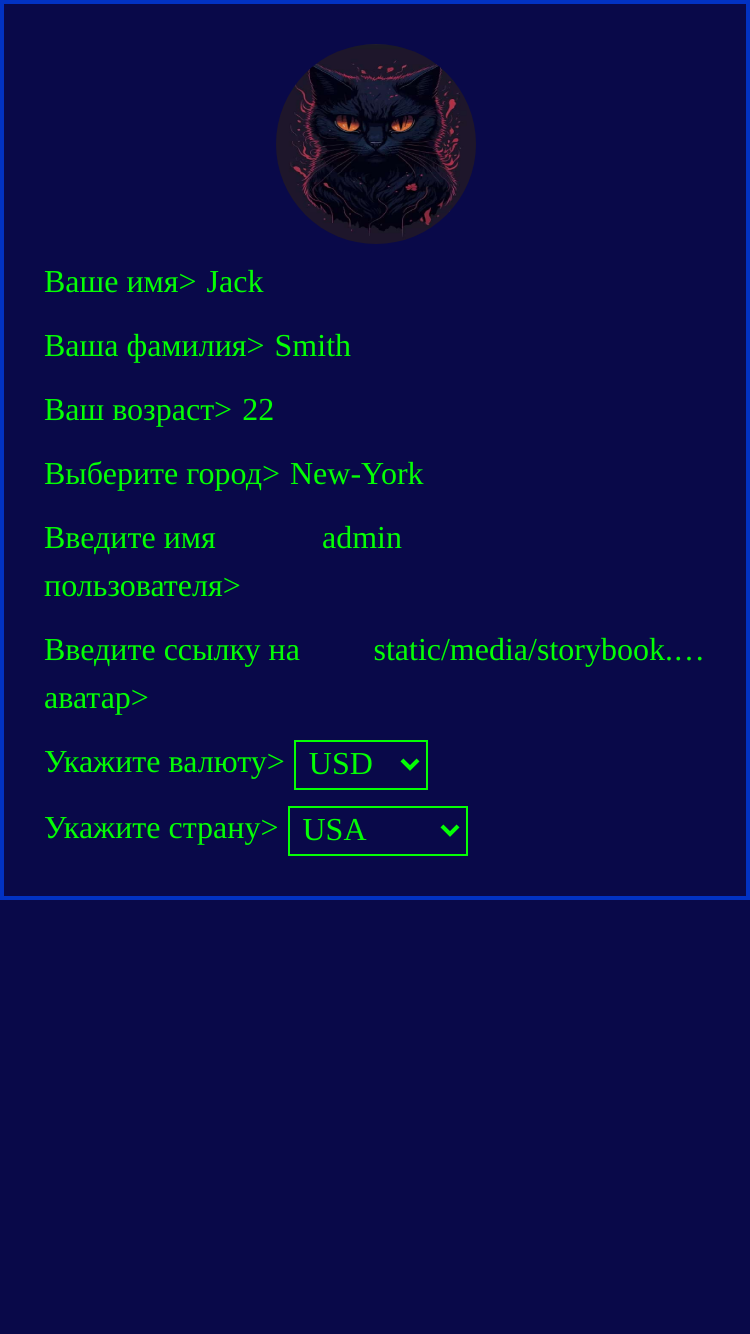 Ваше имя> Jack
Ваша фамилия> Smith
Ваш возраст> 22
Выберите город> New-York
Введите имя admin
пользователя>
Введите ссылку на static/media/storybook.…
аватар>
Укажите валюту> USD
Укажите страну> USA